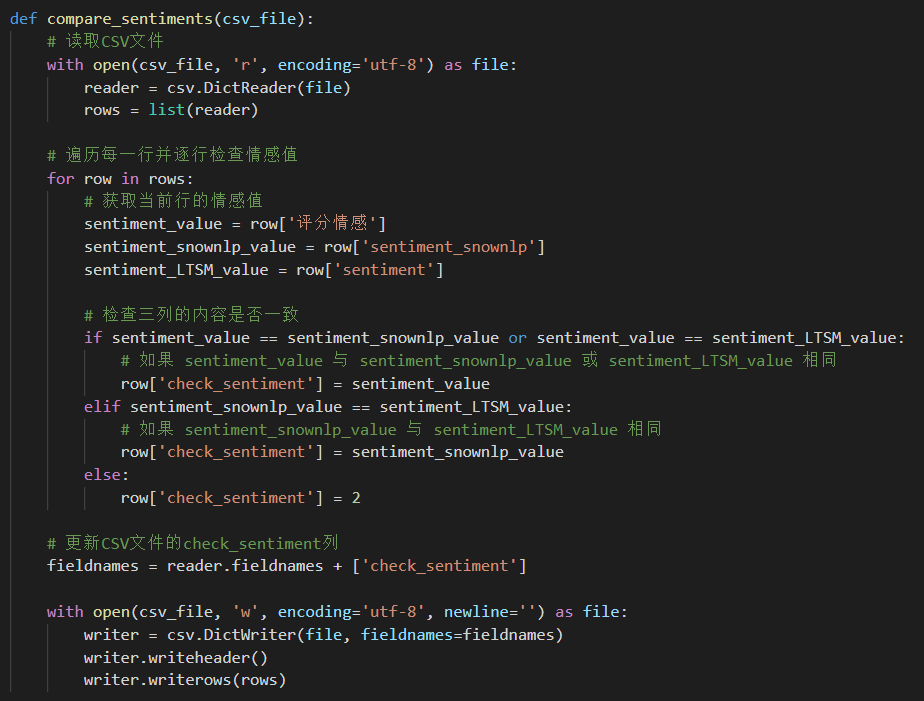 def compare_sentiments(csv_file):
    # 读取CSV文件
    with open(csv_file, 'r', encoding='utf-8') as file:
        reader = csv.DictReader(file)
        rows = list(reader)

    # 遍历每一行并逐行检查情感值
    for row in rows:
        # 获取当前行的情感值
        sentiment_value = row['评分情感']
        sentiment_snownlp_value = row['sentiment_snownlp']
        sentiment_LTSM_value = row['sentiment']

        # 检查三列的内容是否一致
        if sentiment_value == sentiment_snownlp_value or sentiment_value == sentiment_LTSM_value:
            # 如果 sentiment_value 与 sentiment_snownlp_value 或 sentiment_LTSM_value 相同
            row['check_sentiment'] = sentiment_value
        elif sentiment_snownlp_value == sentiment_LTSM_value:
            # 如果 sentiment_snownlp_value 与 sentiment_LTSM_value 相同
            row['check_sentiment'] = sentiment_snownlp_value
        else:
            row['check_sentiment'] = 2

    # 更新CSV文件的check_sentiment列
    fieldnames = reader.fieldnames + ['check_sentiment']

    with open(csv_file, 'w', encoding='utf-8', newline='') as file:
        writer = csv.DictWriter(file, fieldnames=fieldnames)
        writer.writeheader()
        writer.writerows(rows)